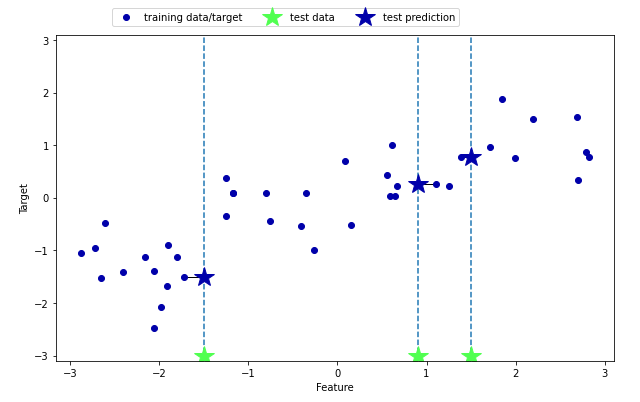 training data/target test data test prediction
3
2
1
0
−1
−2
−3
Target
−3 −2 −1 0 1 2 3
Feature